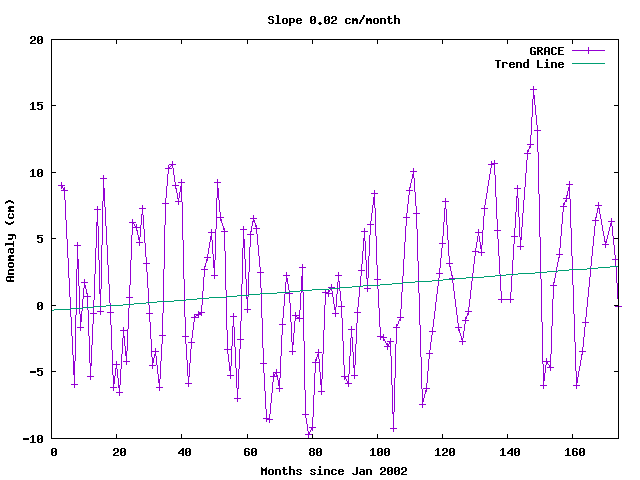 Slope 0.02 cm/month
GRACE
Trend Line
20
15
10
5
0
-5
-10
Anomaly (cm)
0 20 40 60 80 100 120 140 160
Months since Jan 2002